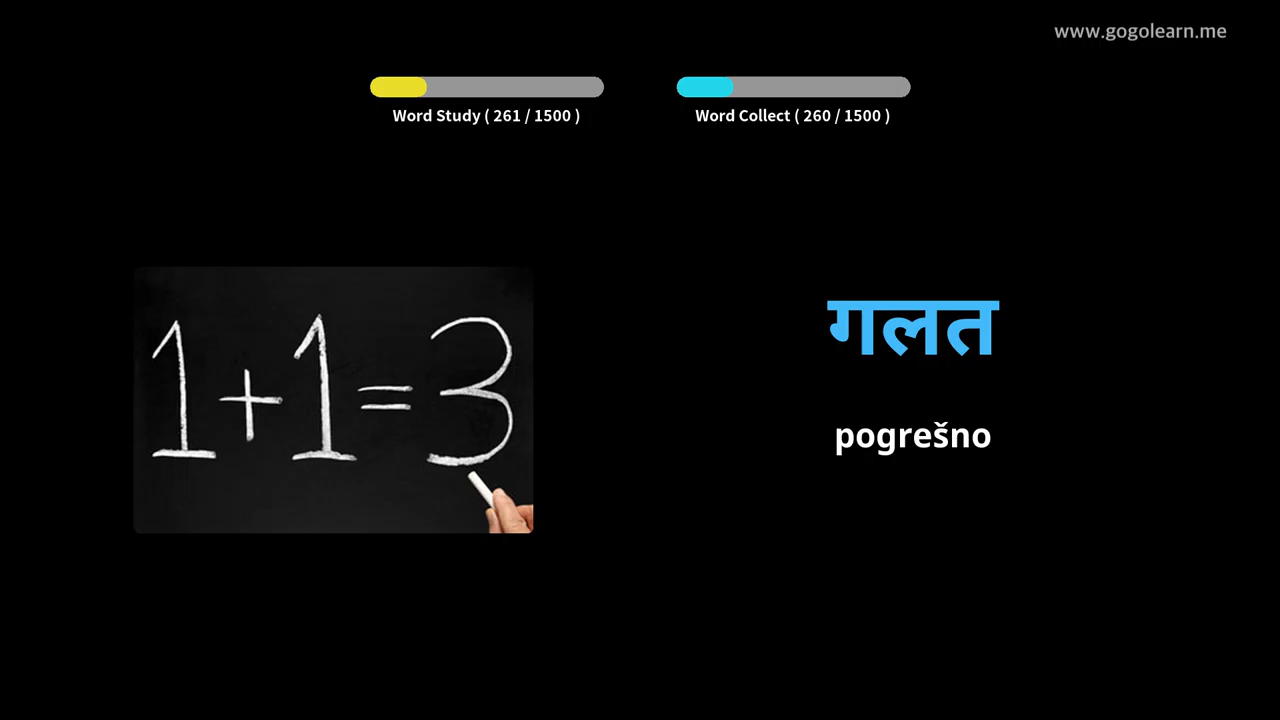 www.gogolearn.me
Word Study ( 261 / 1500 )
Word Collect ( 260 / 1500 )
1+1=3
गलत
pogrešno